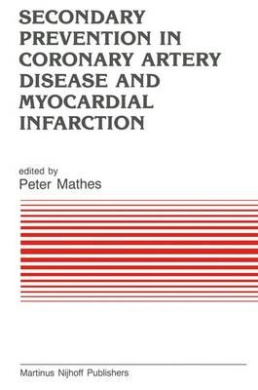 SECONDARY
PREVENTION IN
CORONARY ARTERY
DISEASE AND
MYOCARDIAL
INFARCTION
edited by
Peter Mathes
Martinus Nijhoff Publishers